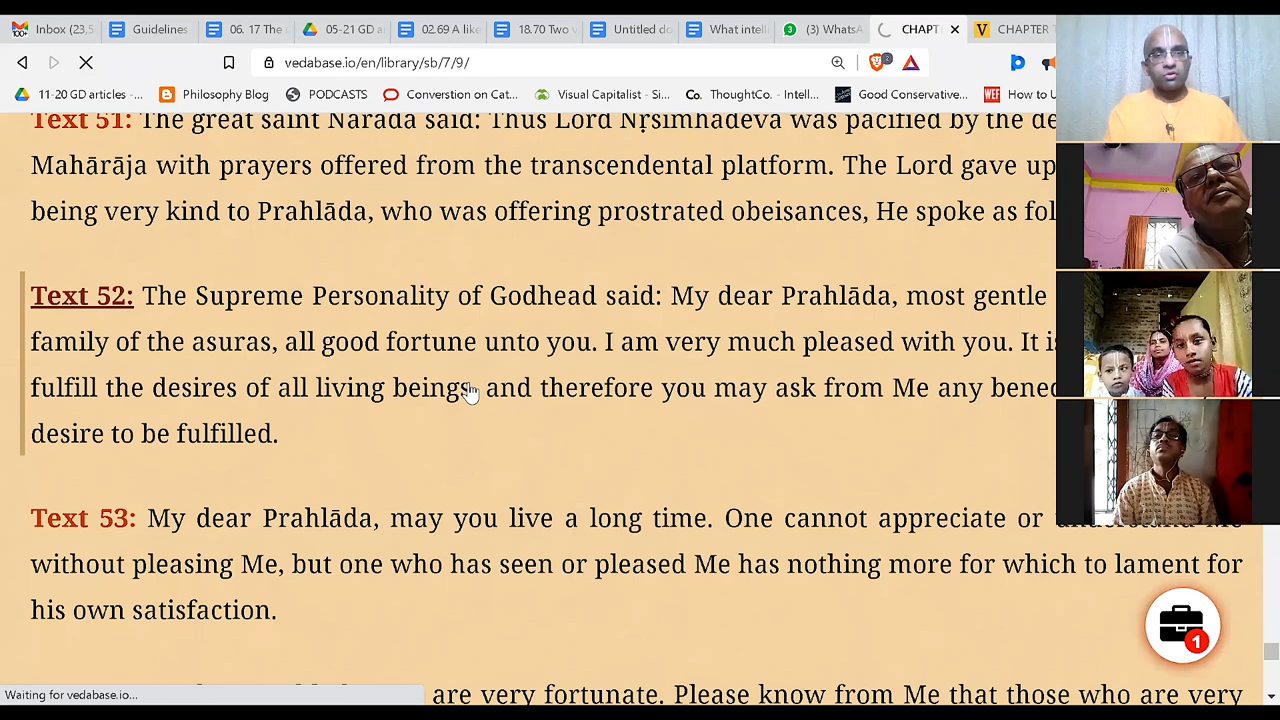 100+ Inbox (23,5 Guidelines 06. 17 The 05-21 GD a 02.69 A like 18.70 Two v Untitled do What intelli 3 (3) WhatsA CHAPT V CHAPTER
vedabase.io/en/library/sb/7/9/
11-20 GD articles -... Philosophy Blog PODCASTS Converstion on Cat... Visual Capitalist - Si... Co. ThoughtCo. - Intell... Good Conservative... WEF How to U
Text 51: The great saint Nārada said: Thus Lord Nṛsiṁhadeva was pacified by the de
Mahārāja with prayers offered from the transcendental platform. The Lord gave up
being very kind to Prahlāda, who was offering prostrated obeisances, He spoke as fol
Text 52: The Supreme Personality of Godhead said: My dear Prahlāda, most gentle
family of the asuras, all good fortune unto you. I am very much pleased with you. It is
fulfill the desires of all living beings, and therefore you may ask from Me any bened
desire to be fulfilled.
Text 53: My dear Prahlāda, may you live a long time. One cannot appreciate or understand Me
without pleasing Me, but one who has seen or pleased Me has nothing more for which to lament for
his own satisfaction.
1
Waiting for vedabase.io...
are very fortunate. Please know from Me that those who are very